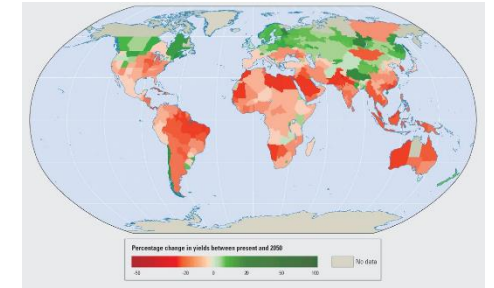 Percentage change in yields between present and 2050
-50 -20 0 20 50 100 No data